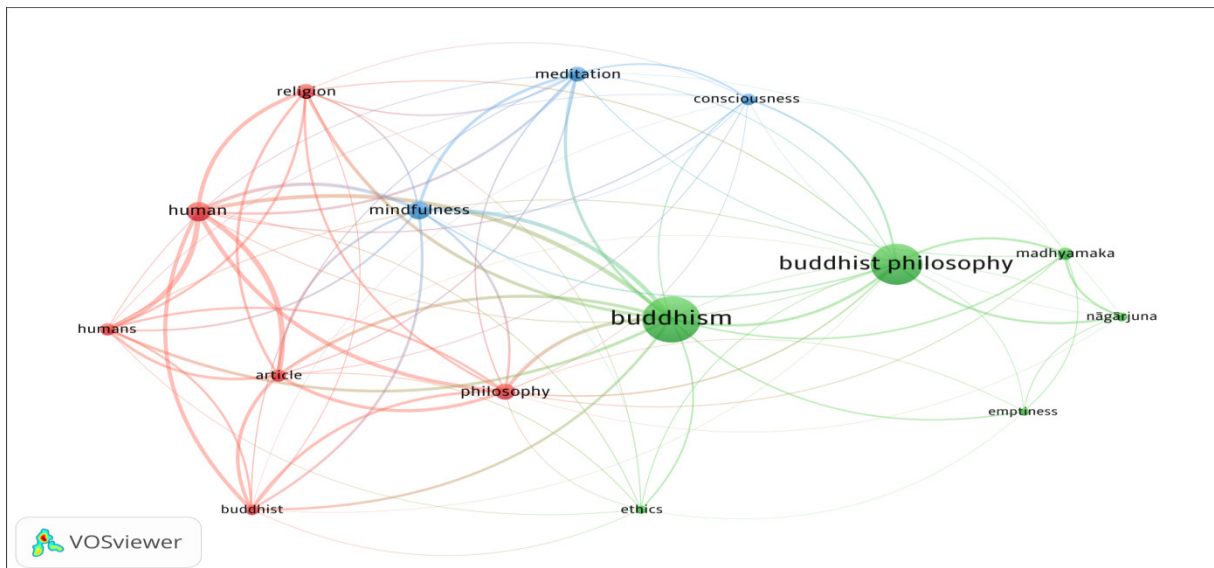 meditation
religion
consciousness
human
mindfulness
madhyamaka
buddhist philosophy
nāgārjuna
buddhism
humans
article
philosophy
emptiness
buddhist
ethics
VOSviewer